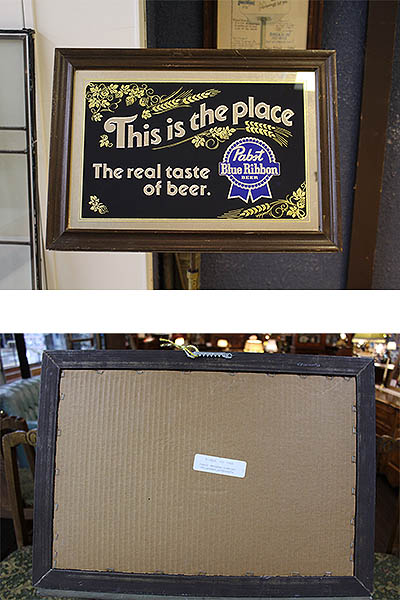 This is the place
The real taste
of beer.
Pabst
Blue Ribbon
BEER